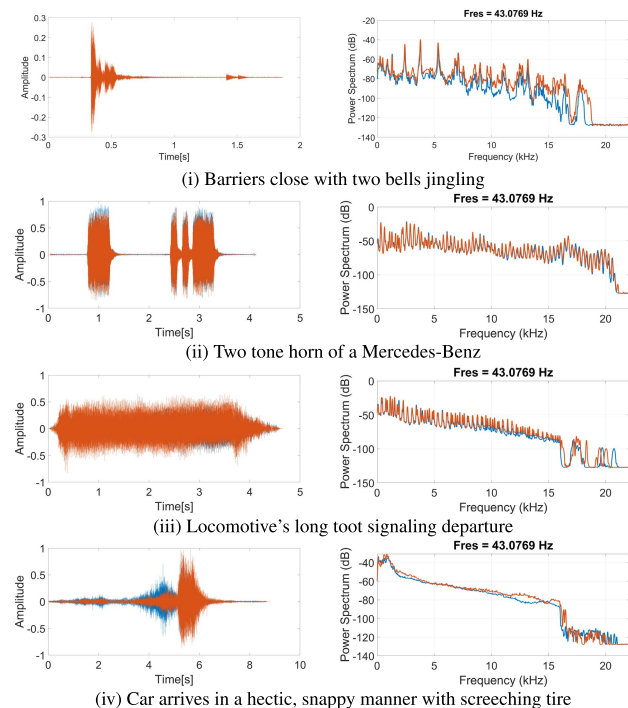 Fres = 43.0769 Hz
0.3
0.2
0.1
0
0.1
0.2
0.3
Amplitude
0 0.5 1 1.5 2
Time[s]
-20
-40
-60
-80
-100
-120
-140
Power Spectrum (dB)
0 5 10 15 20
Frequency (kHz)
(i) Barriers close with two bells jingling
1
0.5
0
-0.5
-1
Amplitude
0 1 2 3 4 5
Time[s]
Fres = 43.0769 Hz
0
-50
-100
-150
Power Spectrum (dB)
0 5 10 15 20
Frequency (kHz)
(ii) Two tone horn of a Mercedes-Benz
1
0.5
0
-0.5
-1
Amplitude
0 1 2 3 4 5
Time[s]
Fres = 43.0769 Hz
0
-50
-100
-150
Power Spectrum (dB)
0 5 10 15 20
Frequency (kHz)
(iii) Locomotive's long toot signaling departure
1
0.5
0
-0.5
-1
Amplitude
0 2 4 6 8 10
Time[s]
Fres = 43.0769 Hz
-40
-60
-80
-100
-120
-140
Power Spectrum (dB)
0 5 10 15 20
Frequency (kHz)
(iv) Car arrives in a hectic, snappy manner with screeching tire